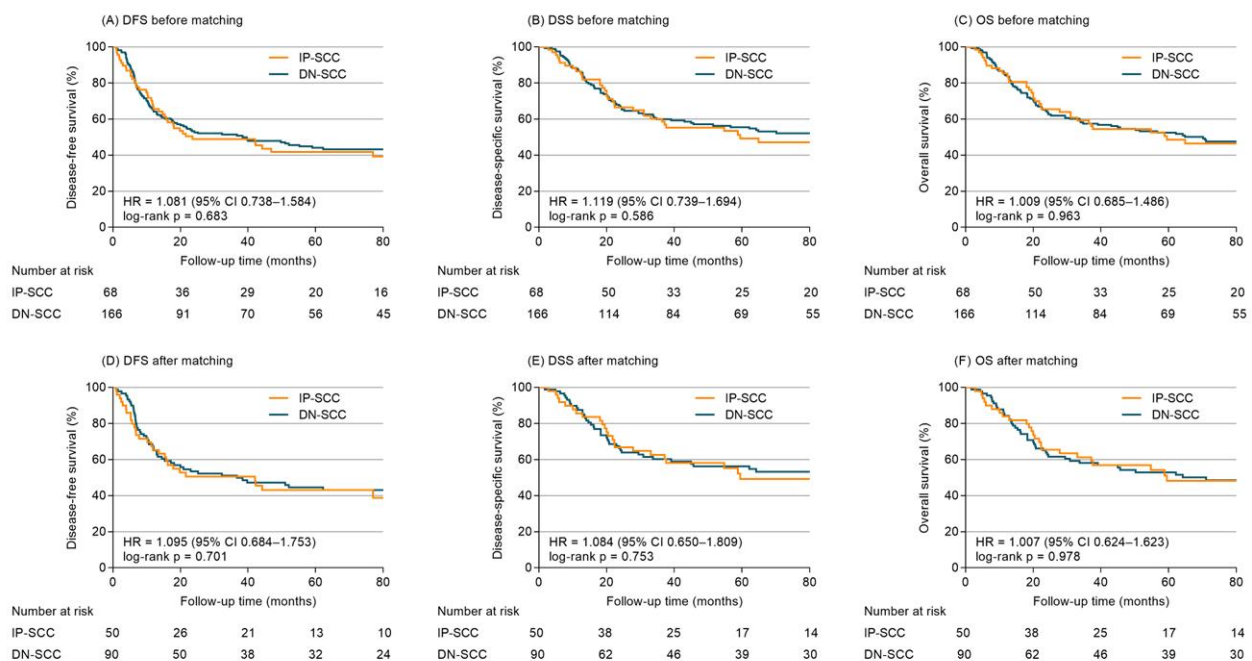 (A) DFS before matching
Disease-free survival (%)
100
80
60
40
20
0
IP-SCC
DN-SCC
HR = 1.081 (95% CI 0.738–1.584)
log-rank p = 0.683
0 20 40 60 80
Follow-up time (months)
Number at risk
IP-SCC 68 36 29 20 16
DN-SCC 166 91 70 56 45
(B) DSS before matching
Disease-specific survival (%)
100
80
60
40
20
0
IP-SCC
DN-SCC
HR = 1.119 (95% CI 0.739–1.694)
log-rank p = 0.586
0 20 40 60 80
Follow-up time (months)
Number at risk
IP-SCC 68 50 33 25 20
DN-SCC 166 114 84 69 55
(C) OS before matching
Overall survival (%)
100
80
60
40
20
0
IP-SCC
DN-SCC
HR = 1.009 (95% CI 0.685–1.486)
log-rank p = 0.963
0 20 40 60 80
Follow-up time (months)
Number at risk
IP-SCC 68 50 33 25 20
DN-SCC 166 114 84 69 55
(D) DFS after matching
Disease-free survival (%)
100
80
60
40
20
0
IP-SCC
DN-SCC
HR = 1.095 (95% CI 0.684–1.753)
log-rank p = 0.701
0 20 40 60 80
Follow-up time (months)
Number at risk
IP-SCC 50 26 21 13 10
DN-SCC 90 50 38 32 24
(E) DSS after matching
Disease-specific survival (%)
100
80
60
40
20
0
IP-SCC
DN-SCC
HR = 1.084 (95% CI 0.650–1.809)
log-rank p = 0.753
0 20 40 60 80
Follow-up time (months)
Number at risk
IP-SCC 50 38 25 17 14
DN-SCC 90 62 46 39 30
(F) OS after matching
Overall survival (%)
100
80
60
40
20
0
IP-SCC
DN-SCC
HR = 1.007 (95% CI 0.624–1.623)
log-rank p = 0.978
0 20 40 60 80
Follow-up time (months)
Number at risk
IP-SCC 50 38 25 17 14
DN-SCC 90 62 46 39 30